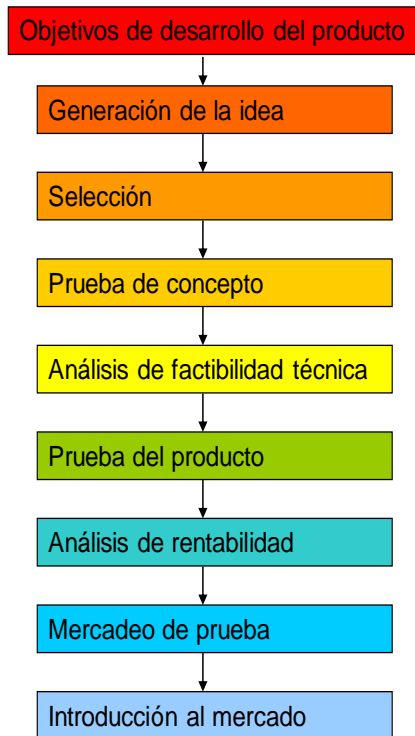 Objetivos de desarrollo del producto
Generación de la idea
Selección
Prueba de concepto
Análisis de factibilidad técnica
Prueba del producto
Análisis de rentabilidad
Mercadeo de prueba
Introducción al mercado